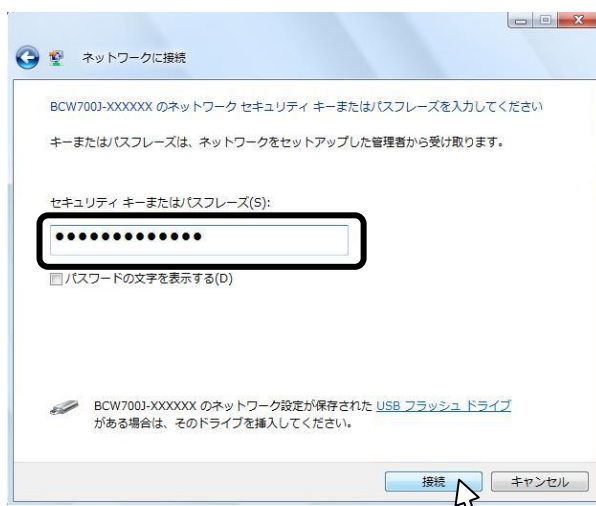 ネットワークに接続
BCW700J-XXXXXX のネットワーク セキュリティ キーまたはパスフレーズを入力してください
キーまたはパスフレーズは、ネットワークをセットアップした管理者から受け取ります。
セキュリティ キーまたはパスフレーズ(S):
●●●●●●●●●●●●●
パスワードの文字を表示する(D)
BCW700J-XXXXXX のネットワーク設定が保存された USB フラッシュ ドライブ
がある場合は、そのドライブを挿入してください。
接続
キャンセル